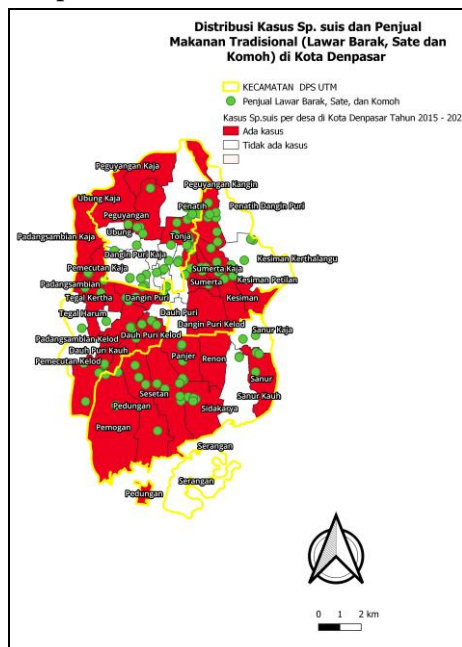 Distribusi Kasus Sp. suis dan Penjual
Makanan Tradisional (Lawar Barak, Sate dan
Komoh) di Kota Denpasar
KECAMATAN DPS UTM
Penjual Lawar Barak, Sate, dan Komoh
Kasus Sp.suis per desa di Kota Denpasar Tahun 2015 - 202
Ada kasus
Tidak ada kasus
Peguyangan Kaja
Peguyangan Kangin
Ubung Kaja
Penatih
Penatih Dangin Puri
Peguyangan
Ubung
Tonja
Padangsambian Kaja
Dangin Puri Kaja
Kesiman Kerthalangu
Pemecutan Kaja
Sumerta Kaja
Padangsambian
Sumerta
Kesiman Petilan
Tegal Kertha
Dangin Puri
Kesiman
Tegal Harum
Dauh Puri
Dangin Puri Kelod
Sanur Kaja
Padangsambian Kelod
Dauh Puri Kelod
Dauh Puri Kauh
Panjer
Renon
Pemecutan Kelod
Sanur
Sesetan
Pedungan
Sanur Kauh
Sidakarya
Pemogan
Serangan
Serangan
Pedungan
0 1 2 km